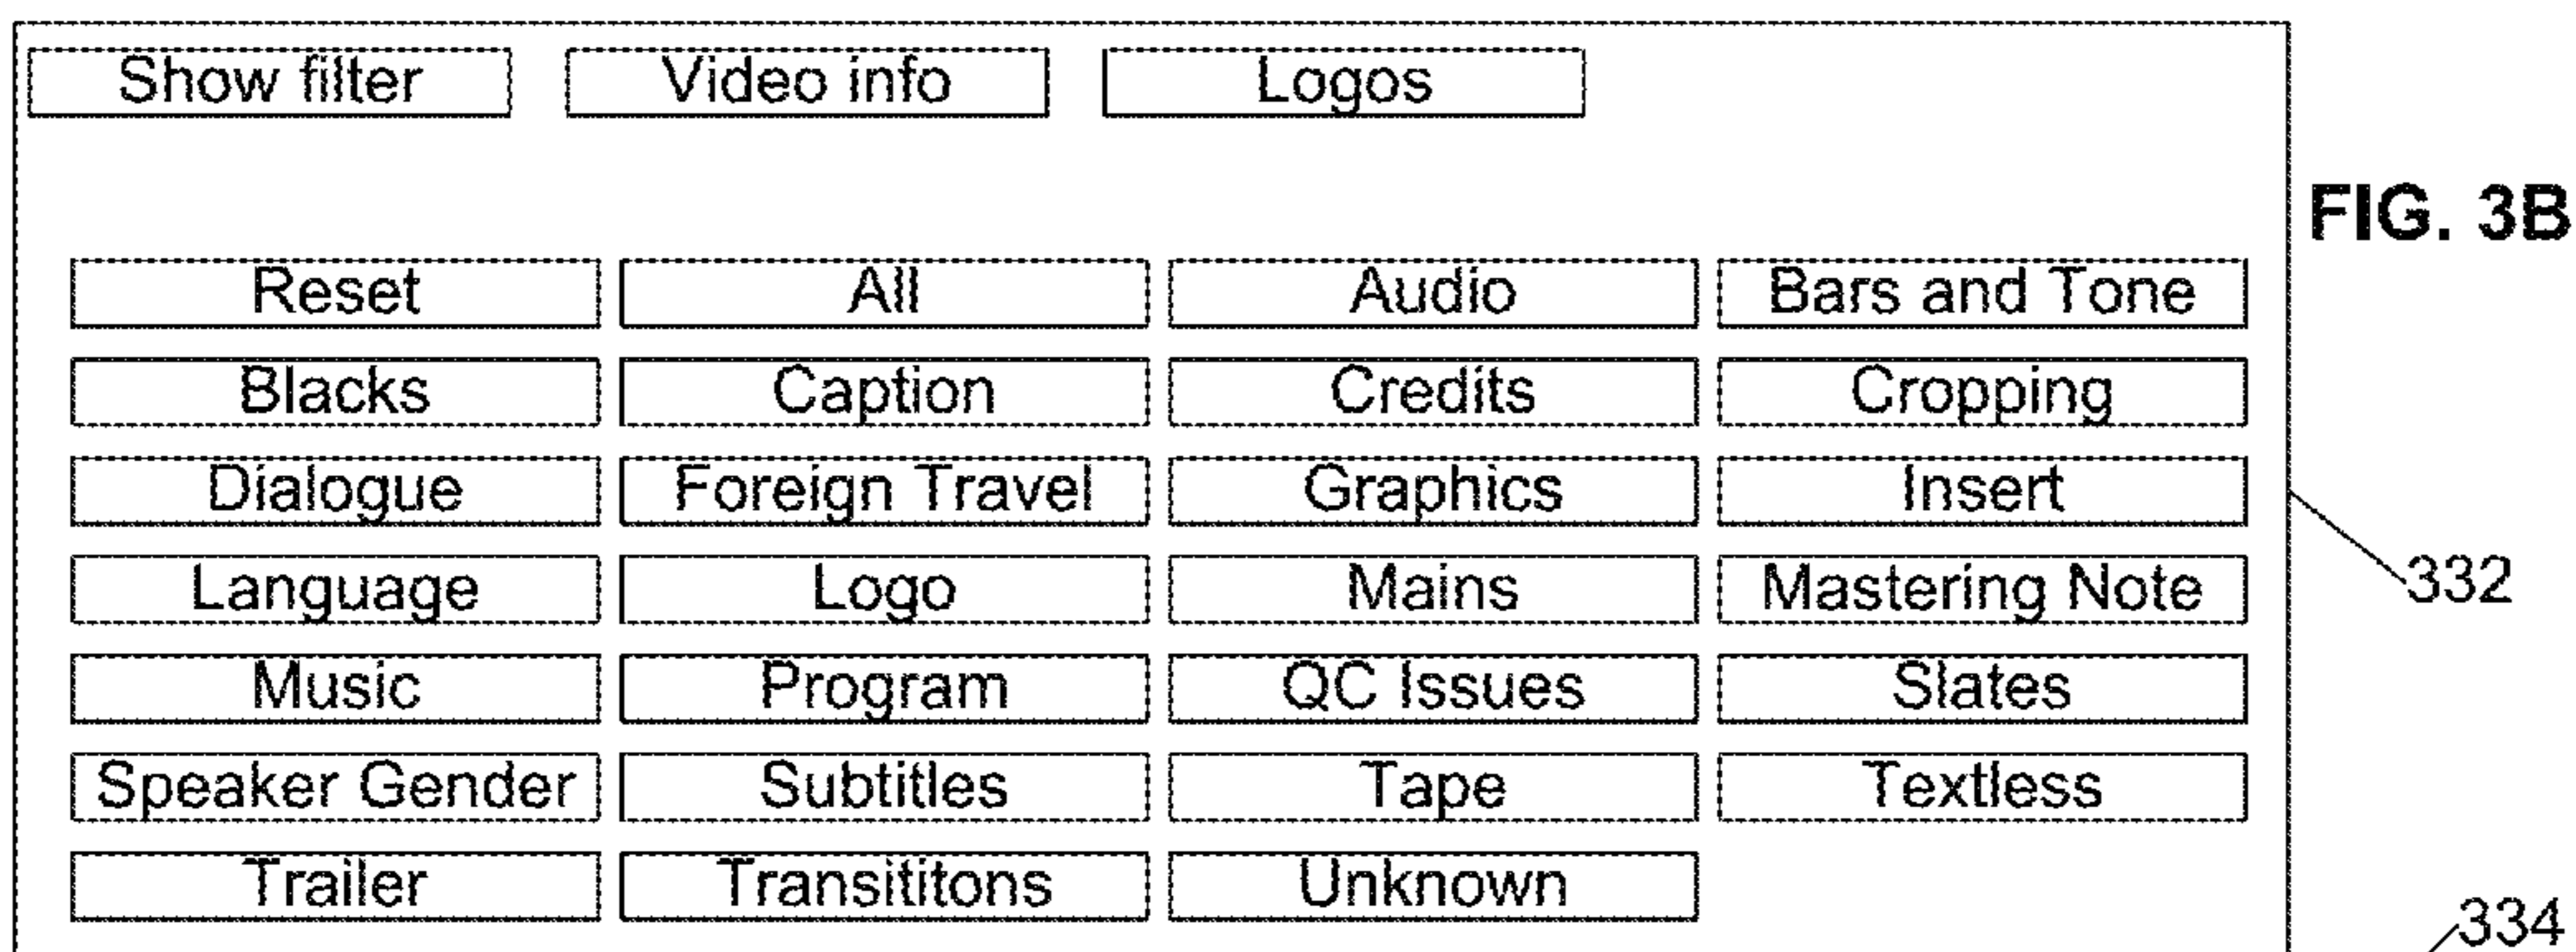 Show filter Video info Logos
FIG. 3B
Reset All Audio Bars and Tone
Blacks Caption Credits Cropping
Dialogue Foreign Travel Graphics Insert
Language Logo Mains Mastering Note
332
Music Program QC Issues Slates
Speaker Gender Subtitles Tape Textless
Trailer Transititons Unknown
334